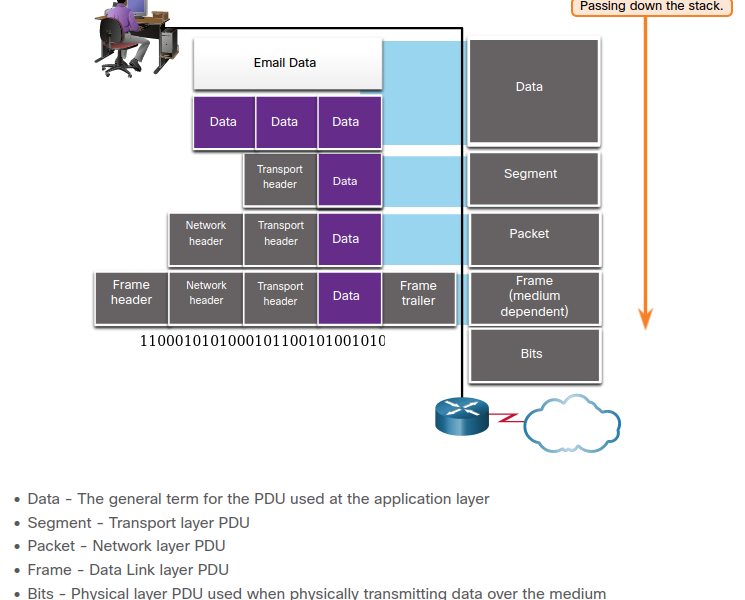 Passing down the stack.
Email Data
Data
Data Data Data
Transport
header
Data
Segment
Network
header
Transport
header
Data
Packet
Frame
header
Network
header
Transport
header
Data
Frame
trailer
Frame
(medium
dependent)
1100010101000101100101001010
Bits
• Data - The general term for the PDU used at the application layer
• Segment - Transport layer PDU
• Packet - Network layer PDU
• Frame - Data Link layer PDU
• Bits - Physical layer PDU used when physically transmitting data over the medium